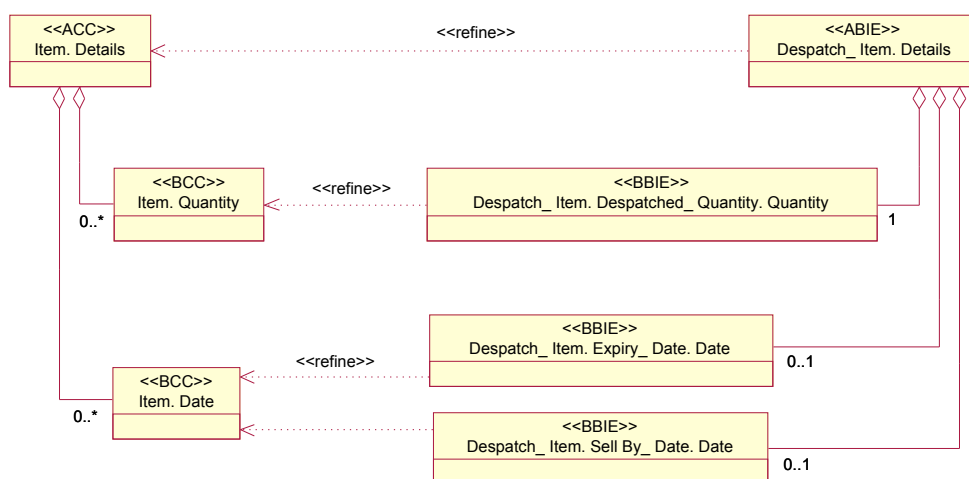 <<ACC>>
Item. Details
<<refine>>
<<ABIE>>
Despatch_ Item. Details
<<BCC>>
Item. Quantity
0..*
<<refine>>
<<BBIE>>
Despatch_ Item. Despatched_ Quantity. Quantity
1
<<BBIE>>
Despatch_ Item. Expiry_ Date. Date
0..1
<<refine>>
<<BCC>>
Item. Date
0..*
<<BBIE>>
Despatch_ Item. Sell By_ Date. Date
0..1